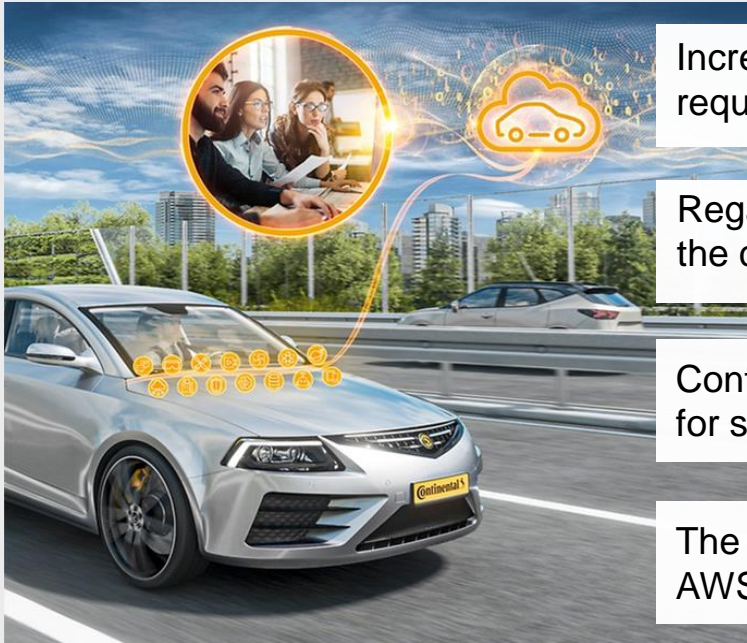 Incre
requ
Rega
the
Continental
Cont
for s
The
AWS